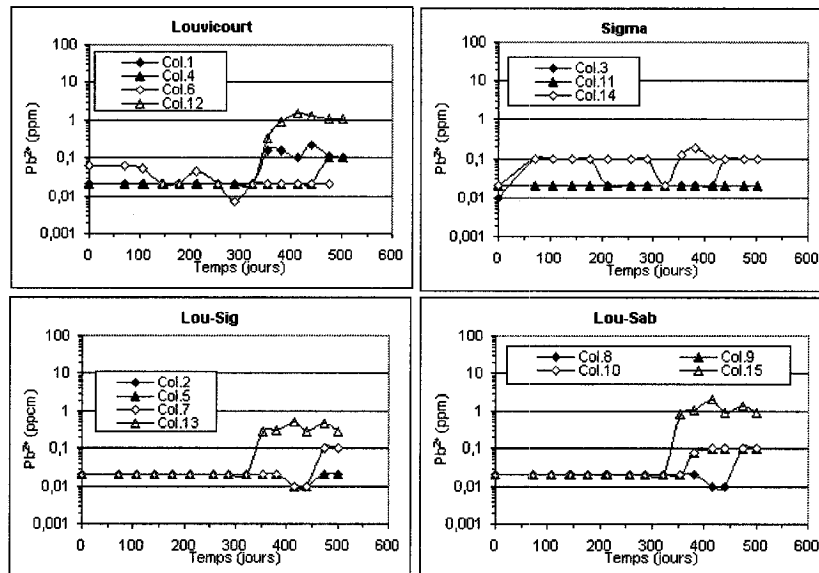 Louvicourt
100
10
1
0,1
0,01
0,001
Pb²⁺ (ppm)
Col.1
Col.4
Col.6
Col.12
0 100 200 300 400 500 600
Temps (jours)
Sigma
100
10
1
0,1
0,01
0,001
Pb²⁺ (ppm)
Col.3
Col.11
Col.14
0 100 200 300 400 500 600
Temps (jours)
Lou-Sig
100
10
1
0,1
0,01
0,001
Pb²⁺ (ppcm)
Col.2
Col.5
Col.7
Col.13
0 100 200 300 400 500 600
Temps (jours)
Lou-Sab
100
10
1
0,1
0,01
0,001
Pb²⁺ (ppm)
Col.8 Col.9
Col.10 Col.15
0 100 200 300 400 500 600
Temps (jours)